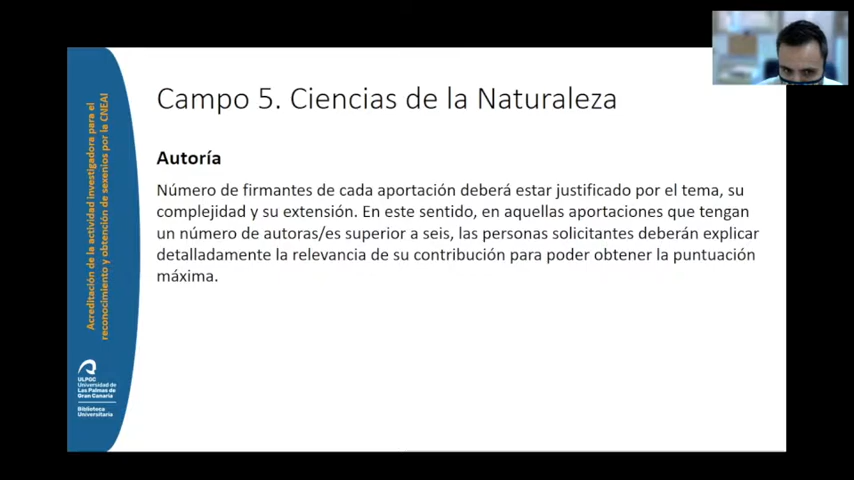 Campo 5. Ciencias de la Naturaleza
Autoría
Número de firmantes de cada aportación deberá estar justificado por el tema, su
complejidad y su extensión. En este sentido, en aquellas aportaciones que tengan
un número de autoras/es superior a seis, las personas solicitantes deberán explicar
detalladamente la relevancia de su contribución para poder obtener la puntuación
máxima.
Acreditación de la actividad investigadora para el
reconocimiento y obtención de sexenios por la CNEAI
ULPGC
Universidad de
Las Palmas de
Gran Canaria
Biblioteca
Universitaria